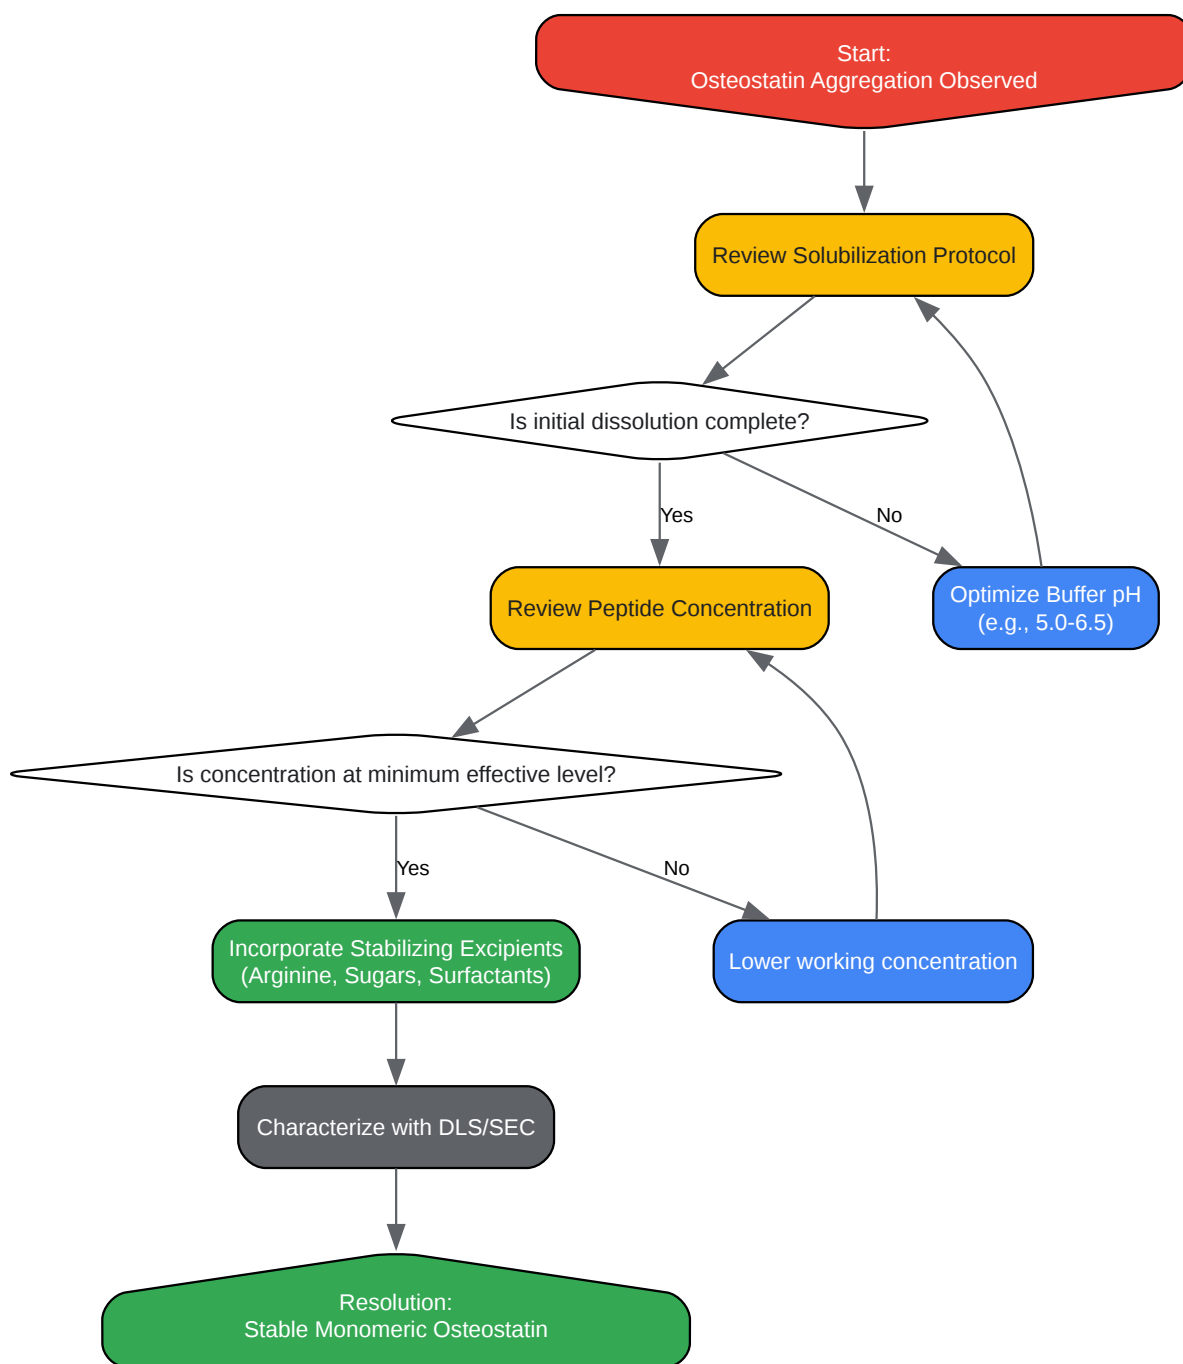 Start:
Osteostatin Aggregation Observed
Review Solubilization Protocol
Is initial dissolution complete?
Yes
No
Review Peptide Concentration
Optimize Buffer pH
(e.g., 5.0-6.5)
Is concentration at minimum effective level?
Yes
No
Incorporate Stabilizing Excipients
(Arginine, Sugars, Surfactants)
Lower working concentration
Characterize with DLS/SEC
Resolution:
Stable Monomeric Osteostatin